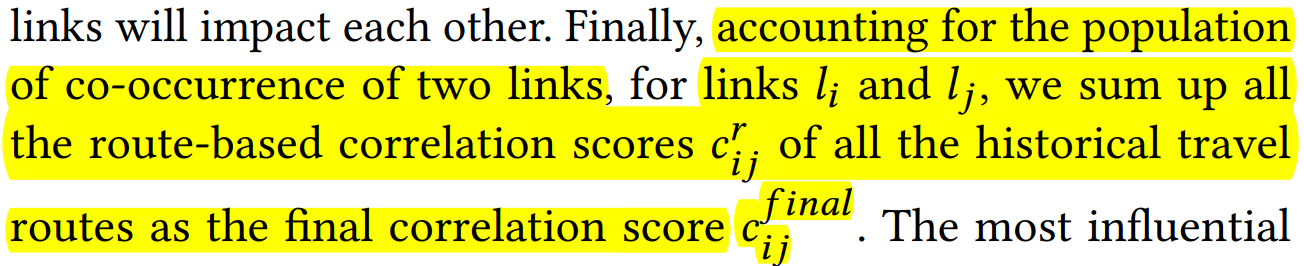 links will impact each other. Finally, accounting for the population
of co-occurrence of two links, for links $l_i$ and $l_j$, we sum up all
the route-based correlation scores $c_{ij}^{r}$ of all the historical travel
routes as the final correlation score $c_{ij}^{final}$. The most influential